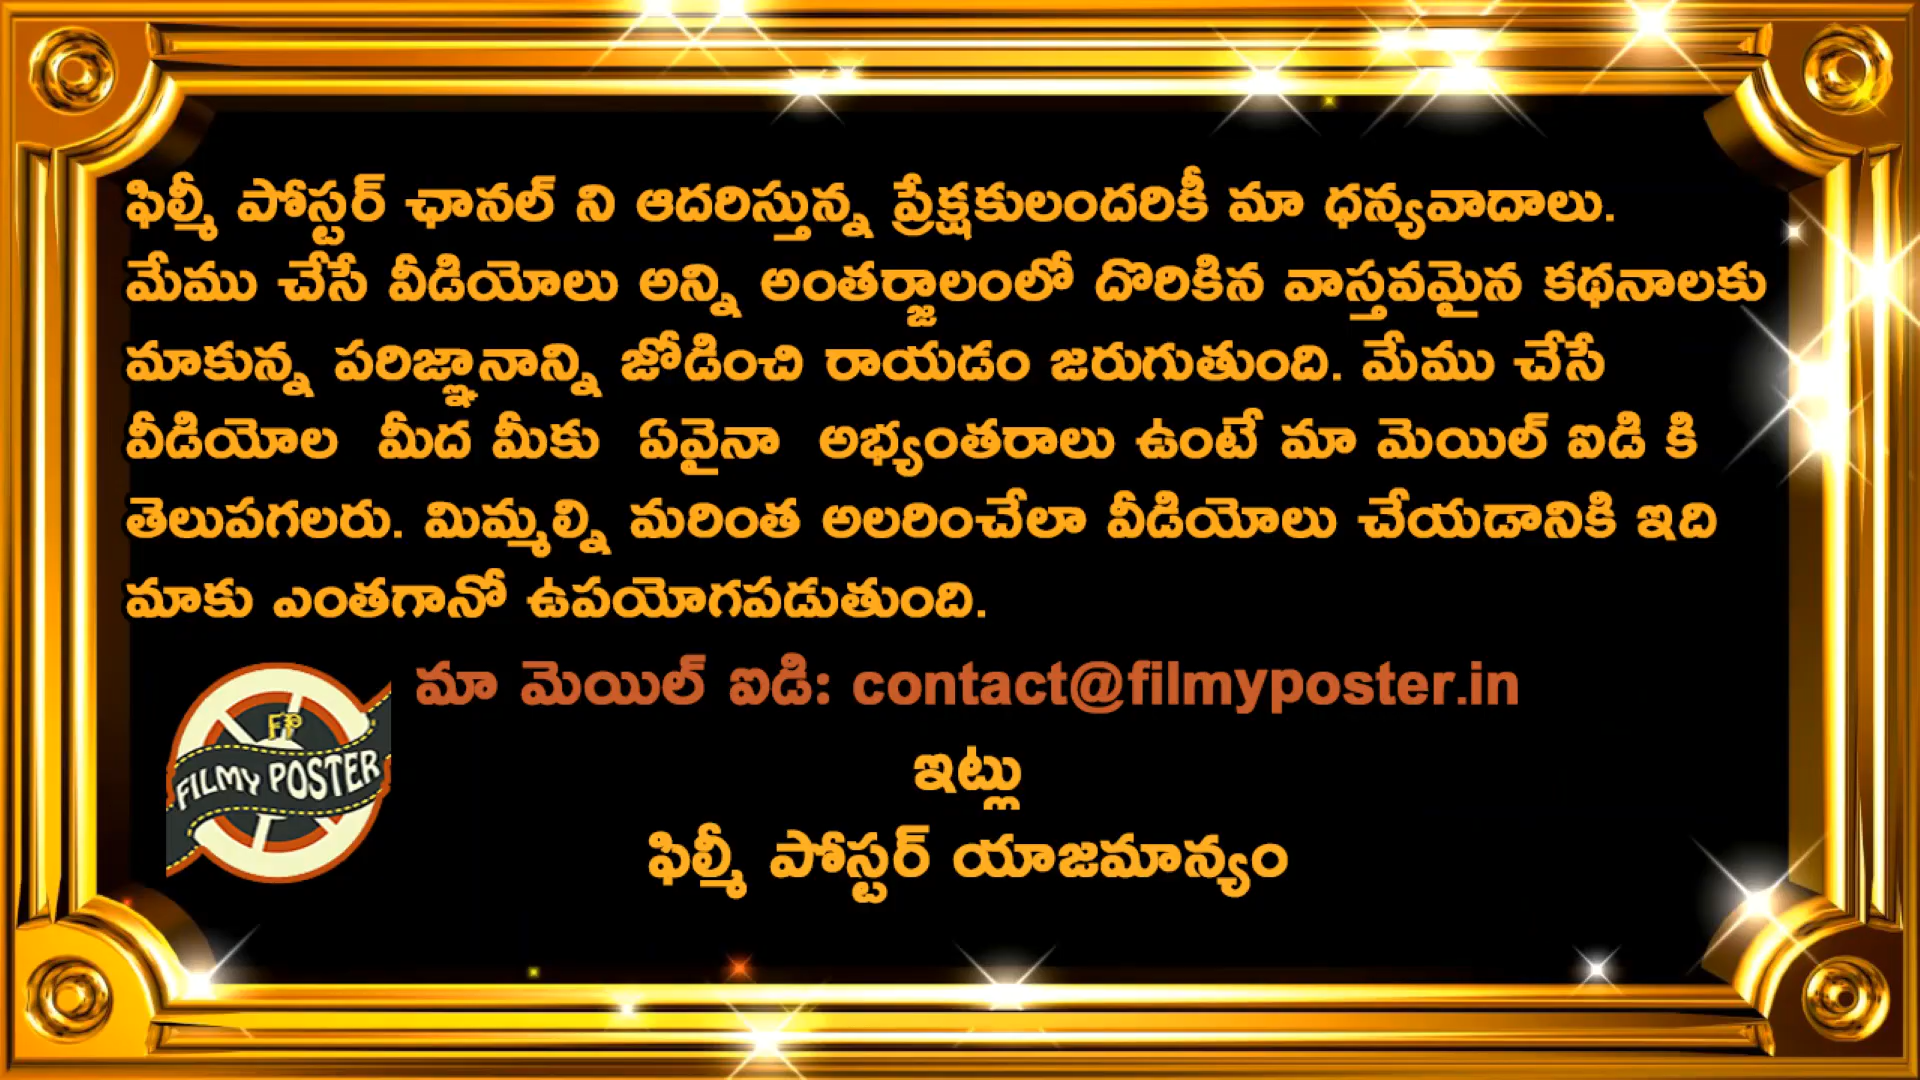 ఫిల్మీ పోస్టర్ ఛానల్ ని ఆదరిస్తున్న ప్రేక్షకులందరికీ మా ధన్యవాదాలు.
మేము చేసే వీడియోలు అన్ని అంతర్జాలంలో దొరికిన వాస్తవమైన కథనాలకు
మాకున్న పరిజ్ఞానాన్ని జోడించి రాయడం జరుగుతుంది. మేము చేసే
వీడియోల మీద మీకు ఏవైనా అభ్యంతరాలు ఉంటే మా మెయిల్ ఐడి కి
తెలుపగలరు. మిమ్మల్ని మరింత అలరించేలా వీడియోలు చేయడానికి ఇది
మాకు ఎంతగానో ఉపయోగపడుతుంది.
మా మెయిల్ ఐడి: contact@filmyposter.in
FP
FILMY POSTER
ఇట్లు
ఫిల్మీ పోస్టర్ యాజమాన్యం